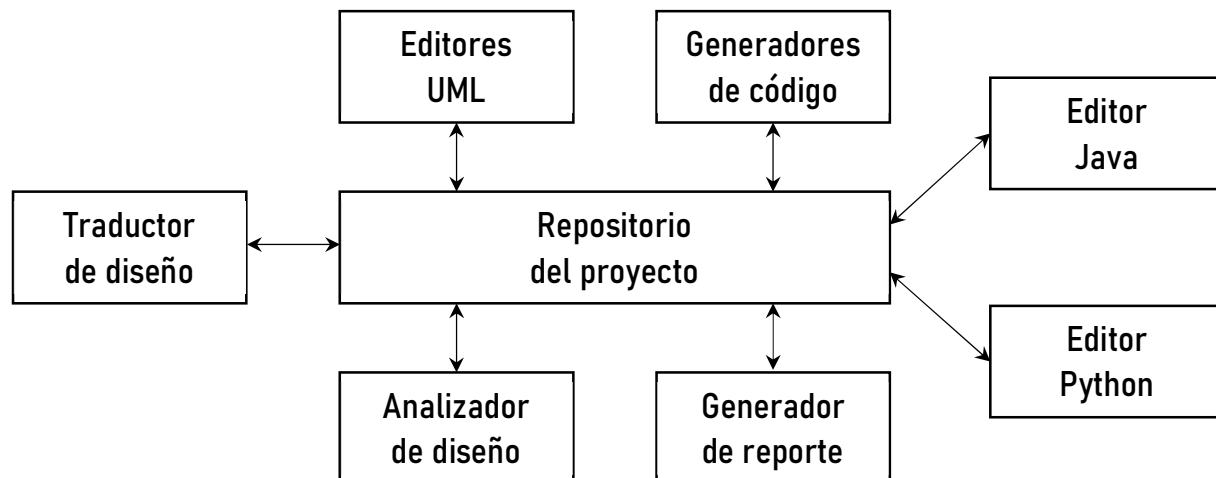 Editores
UML
Generadores
de código
Editor
Java
Traductor
de diseño
Repositorio
del proyecto
Editor
Python
Analizador
de diseño
Generador
de reporte